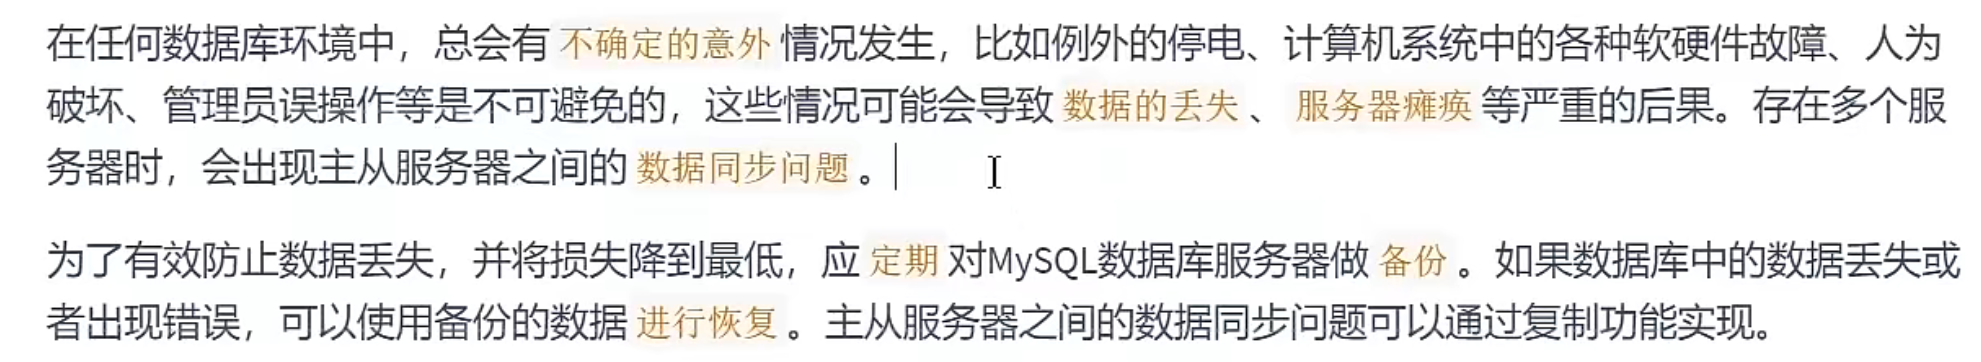 在任何数据库环境中，总会有 不确定的意外 情况发生，比如例外的停电、计算机系统中的各种软硬件故障、人为
破坏、管理员误操作等是不可避免的，这些情况可能会导致 数据的丢失 、 服务器瘫痪 等严重的后果。存在多个服
务器时，会出现主从服务器之间的 数据同步问题 。
为了有效防止数据丢失，并将损失降到最低，应 定期 对MySQL数据库服务器做 备份 。如果数据库中的数据丢失或
者出现错误，可以使用备份的数据 进行恢复 。主从服务器之间的数据同步问题可以通过复制功能实现。